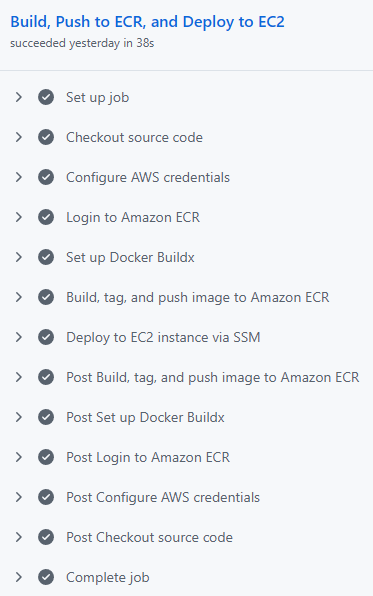 Build, Push to ECR, and Deploy to EC2
succeeded yesterday in 38s
Set up job
Checkout source code
Configure AWS credentials
Login to Amazon ECR
Set up Docker Buildx
Build, tag, and push image to Amazon ECR
Deploy to EC2 instance via SSM
Post Build, tag, and push image to Amazon ECR
Post Set up Docker Buildx
Post Login to Amazon ECR
Post Configure AWS credentials
Post Checkout source code
Complete job